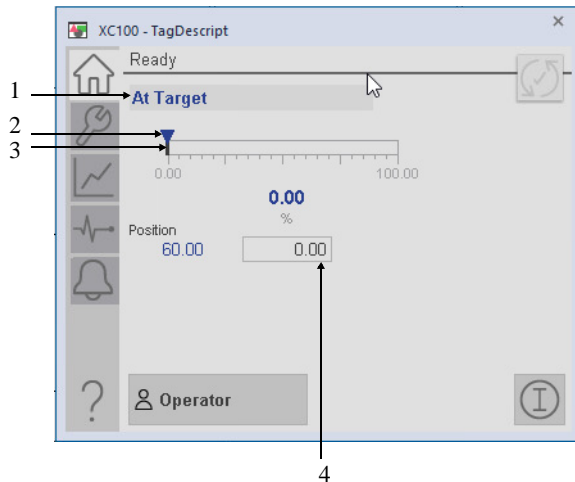 XC100 - TagDescript
Ready
1
At Target
2
3
0.00 100.00
0.00
%
Position
60.00 0.00
? Operator
4